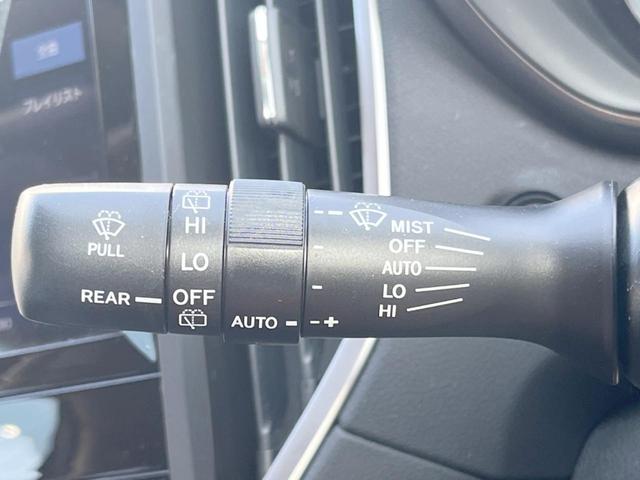 プレイリスト
PULL
REAR
HI
LO
OFF
AUTO
- +
MIST
OFF
AUTO
LO
HI